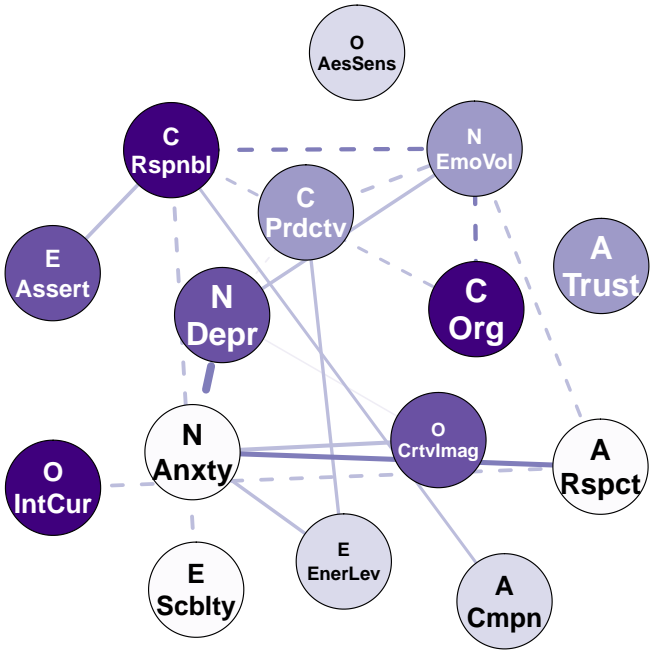 O
AesSens
C
Rspnbl
N
EmoVol
C
Prdctv
E
Assert
A
Trust
N
Depr
C
Org
O
CrtvImag
N
Anxty
A
Rspct
O
IntCur
E
EnerLev
E
Scblty
A
Cmpn